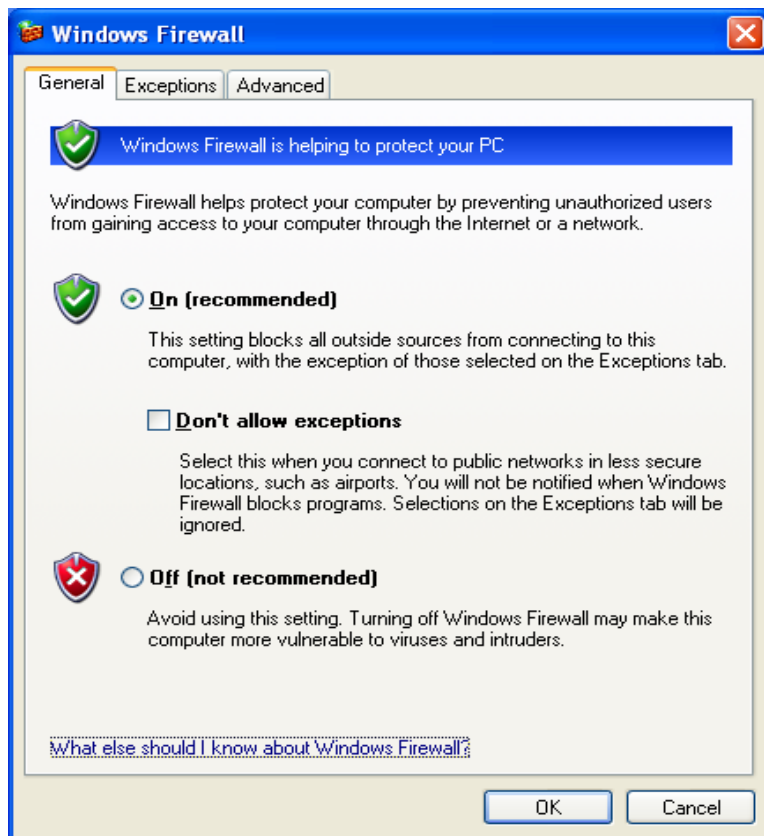 Windows Firewall
General Exceptions Advanced
Windows Firewall is helping to protect your PC
Windows Firewall helps protect your computer by preventing unauthorized users
from gaining access to your computer through the Internet or a network.
On (recommended)
This setting blocks all outside sources from connecting to this
computer, with the exception of those selected on the Exceptions tab.
Don't allow exceptions
Select this when you connect to public networks in less secure
locations, such as airports. You will not be notified when Windows
Firewall blocks programs. Selections on the Exceptions tab will be
ignored.
Off (not recommended)
Avoid using this setting. Turning off Windows Firewall may make this
computer more vulnerable to viruses and intruders.
What else should I know about Windows Firewall?
OK Cancel